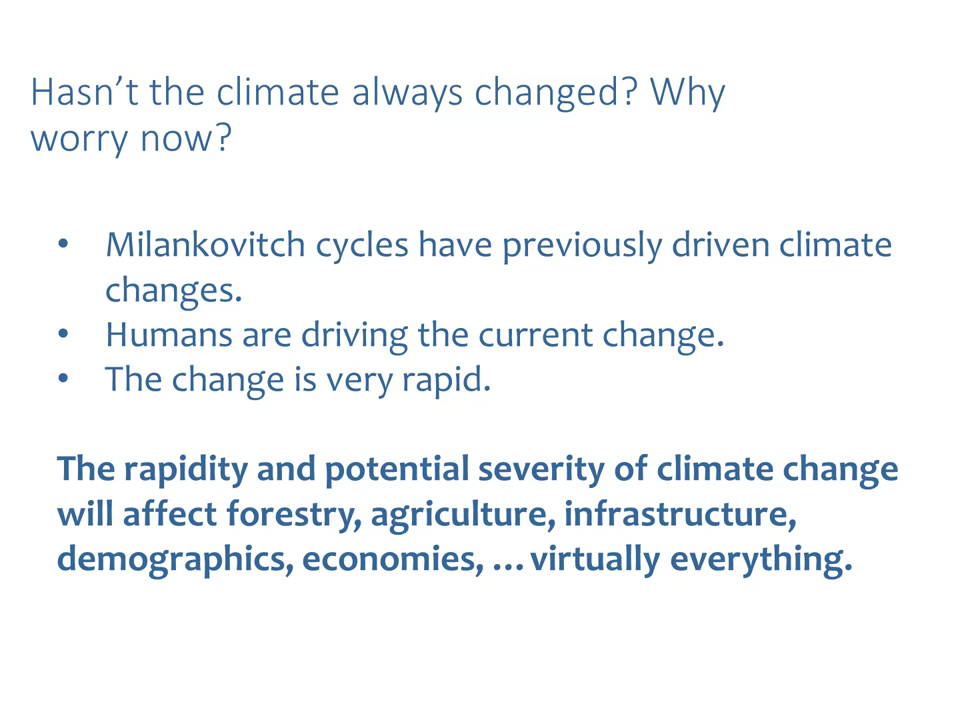 Hasn’t the climate always changed? Why
worry now?
• Milankovitch cycles have previously driven climate
changes.
• Humans are driving the current change.
• The change is very rapid.
The rapidity and potential severity of climate change
will affect forestry, agriculture, infrastructure,
demographics, economies, …virtually everything.